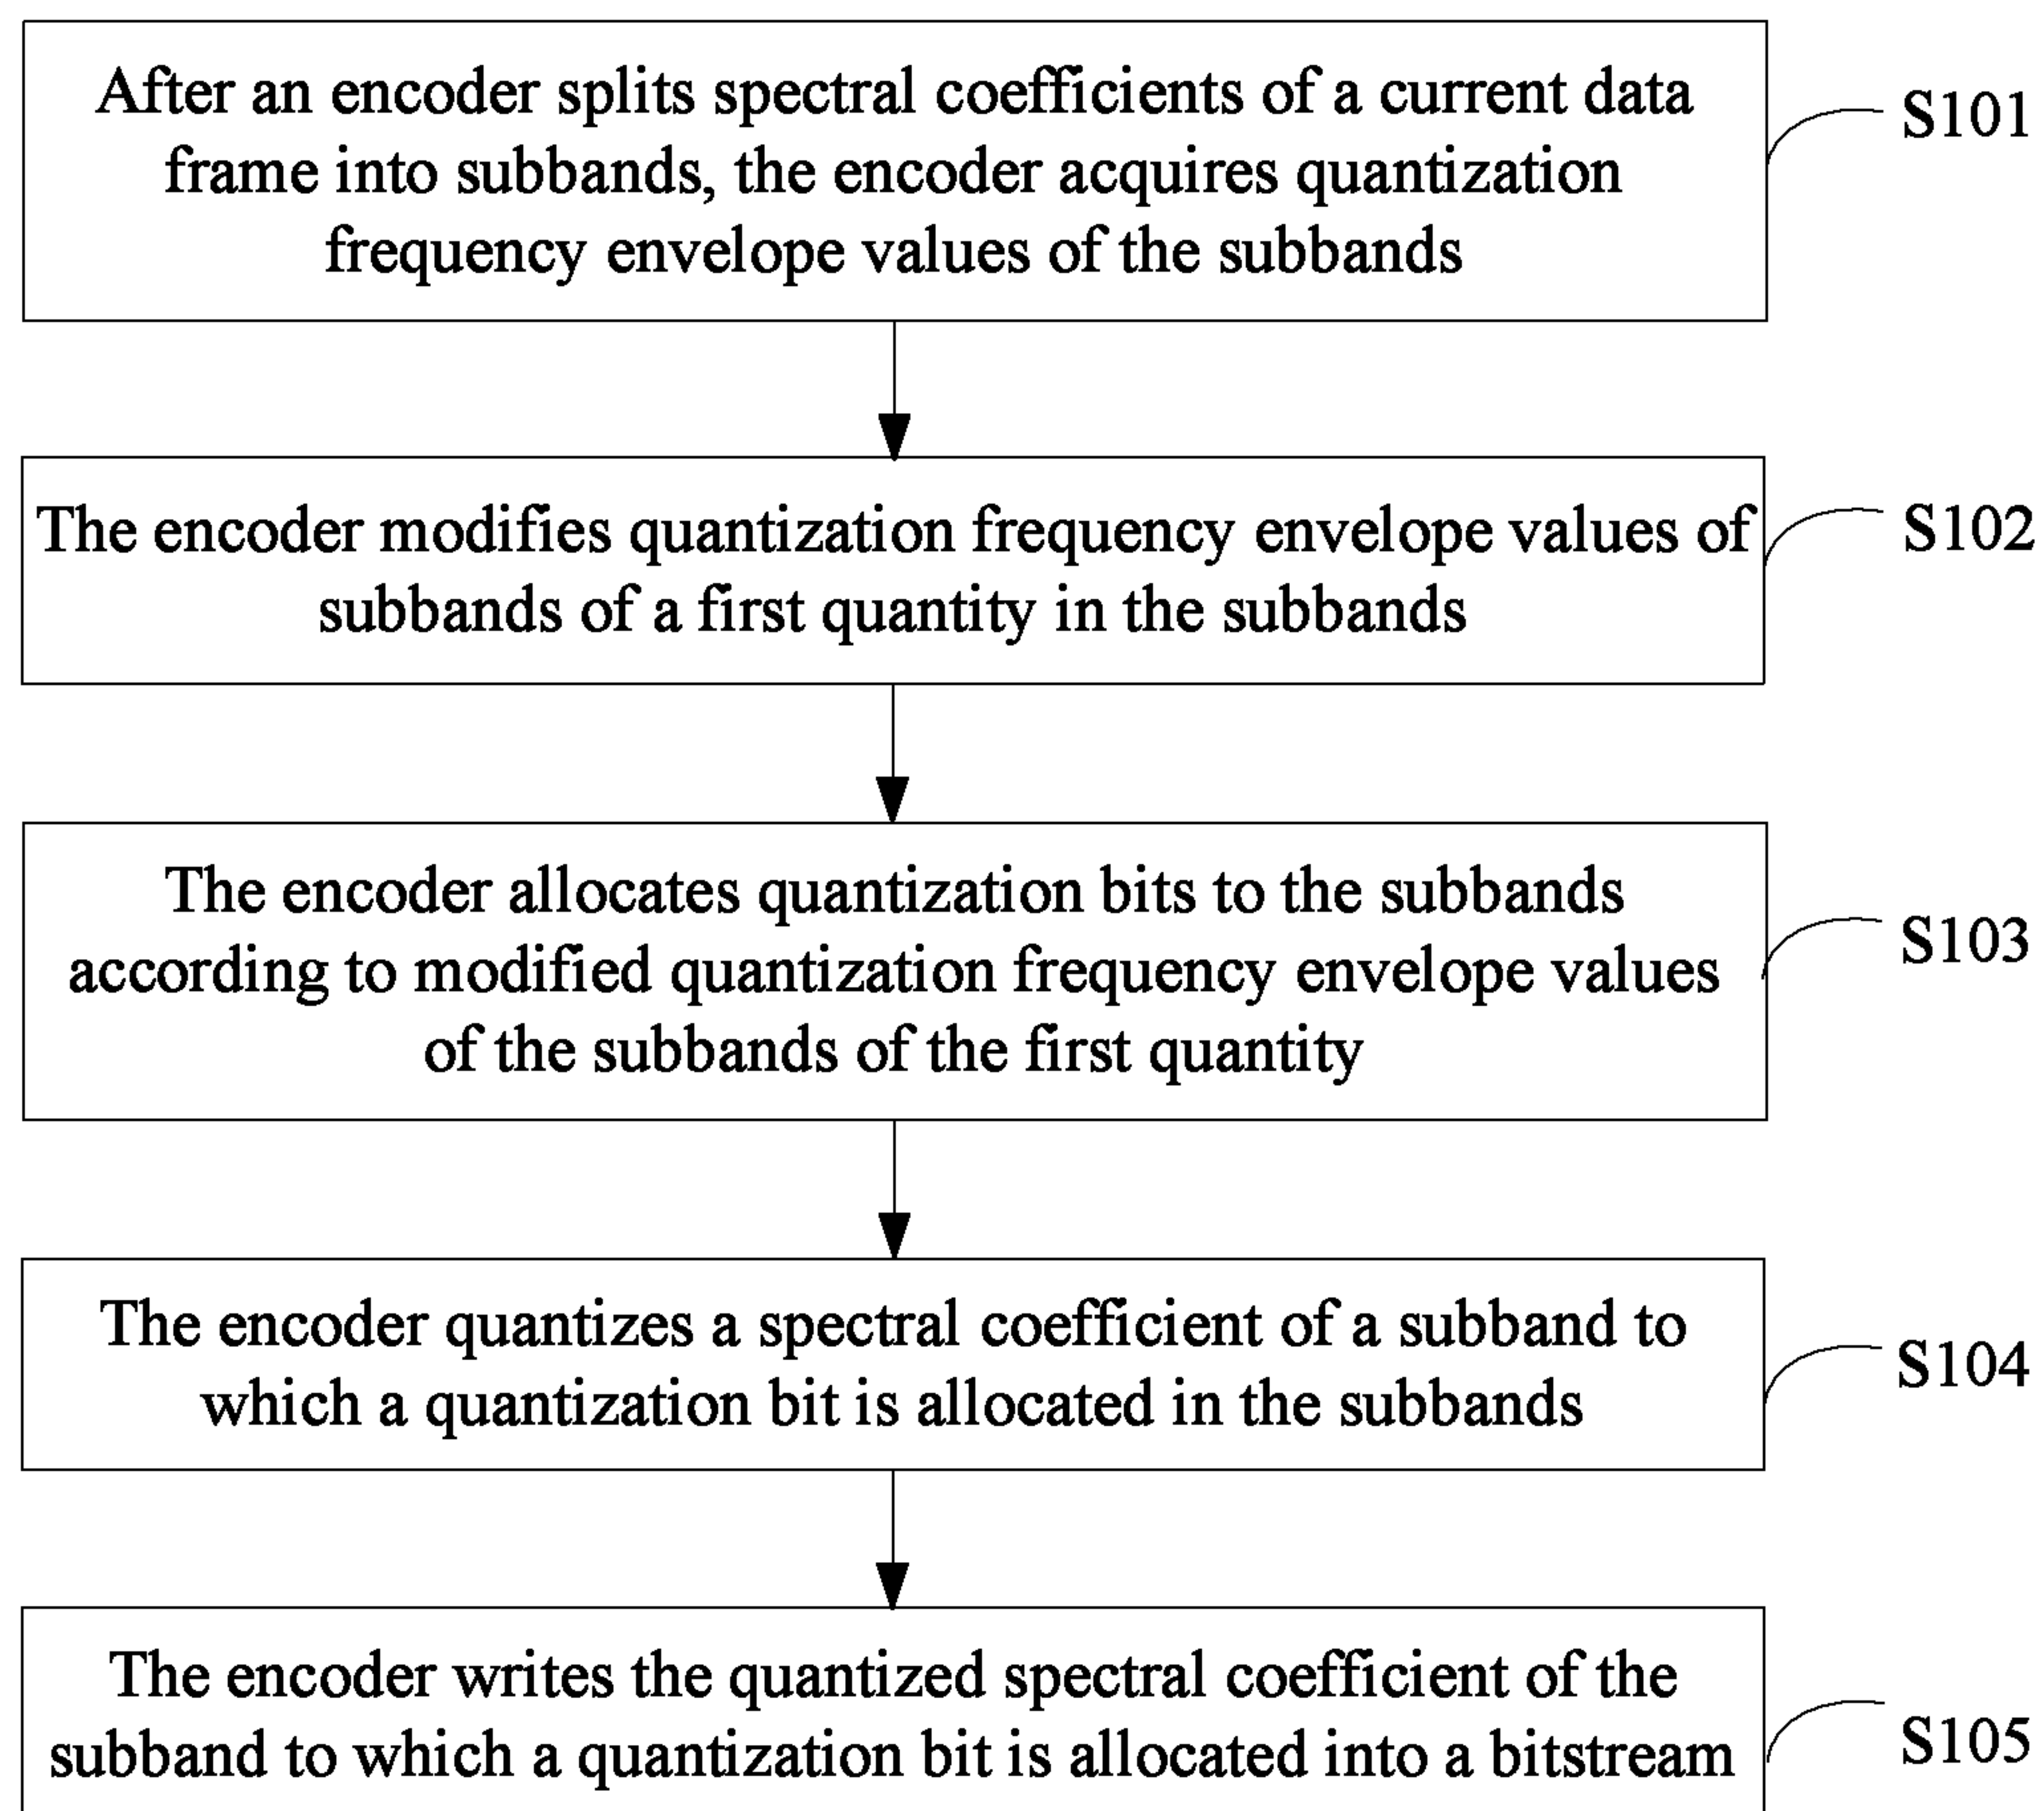 After an encoder splits spectral coefficients of a current data
frame into subbands, the encoder acquires quantization
frequency envelope values of the subbands
S101
The encoder modifies quantization frequency envelope values of
subbands of a first quantity in the subbands
S102
The encoder allocates quantization bits to the subbands
according to modified quantization frequency envelope values
of the subbands of the first quantity
S103
The encoder quantizes a spectral coefficient of a subband to
which a quantization bit is allocated in the subbands
S104
The encoder writes the quantized spectral coefficient of the
subband to which a quantization bit is allocated into a bitstream
S105